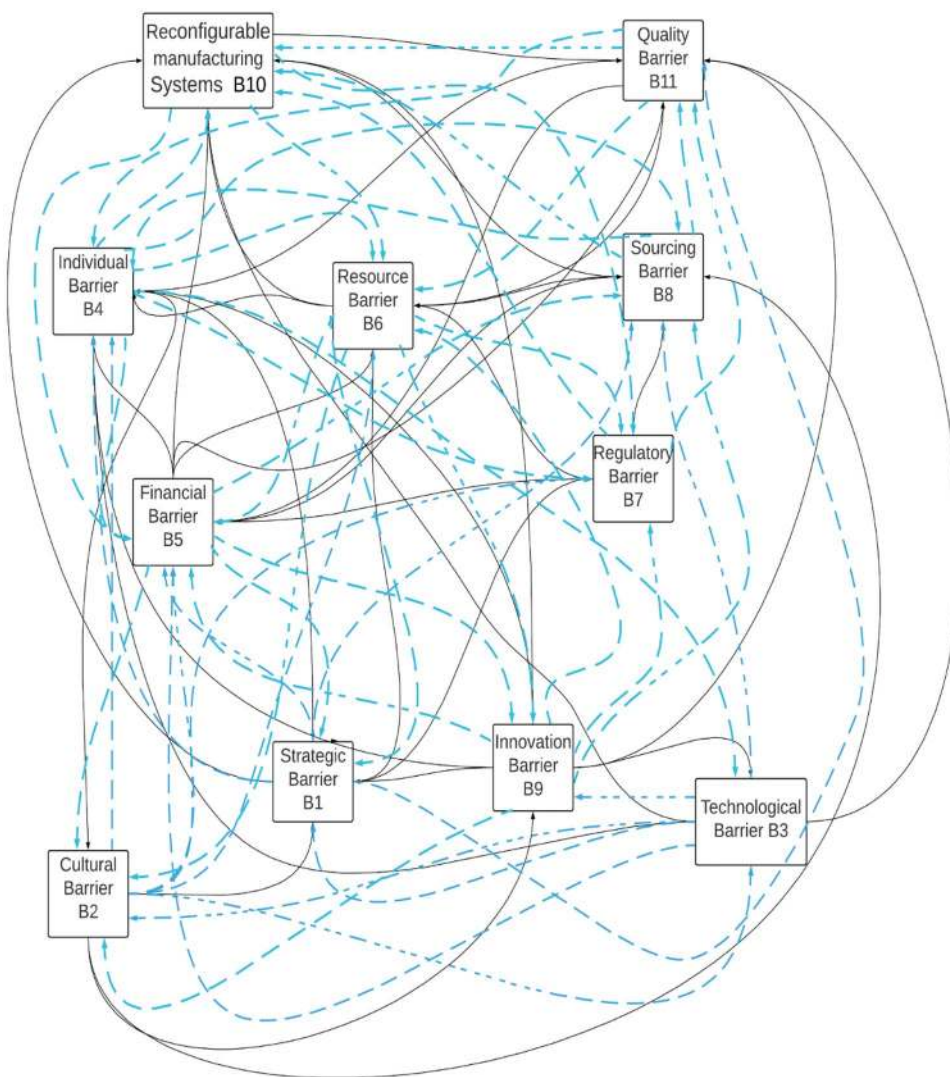 Reconfigurable
manufacturing
Systems B10
Quality
Barrier
B11
Individual
Barrier
B4
Resource
Barrier
B6
Sourcing
Barrier
B8
Financial
Barrier
B5
Regulatory
Barrier
B7
Strategic
Barrier
B1
Innovation
Barrier
B9
Technological
Barrier B3
Cultural
Barrier
B2